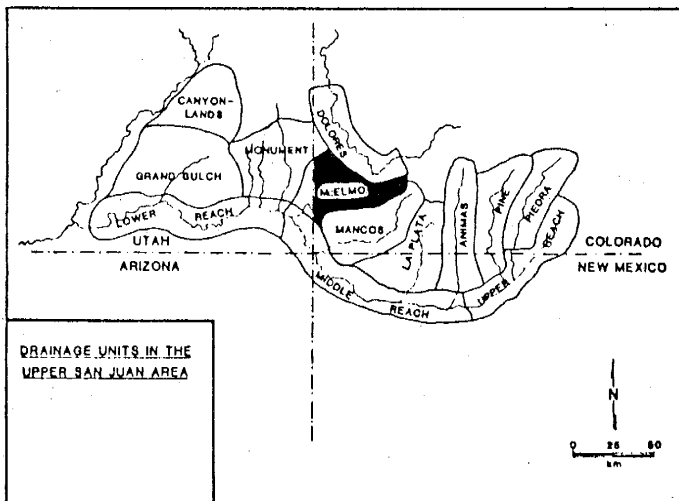 CANYON-
LANDS
DOLORES
MONUMENT
GRAND GULCH
McELMO
PINE
PIEDRA
LOWER REACH
MANCOS
LA PLATA
ANIMAS
REACH
UTAH
COLORADO
ARIZONA
NEW MEXICO
MIDDLE REACH
UPPER
DRAINAGE UNITS IN THE
UPPER SAN JUAN AREA
N
0 25 50
km